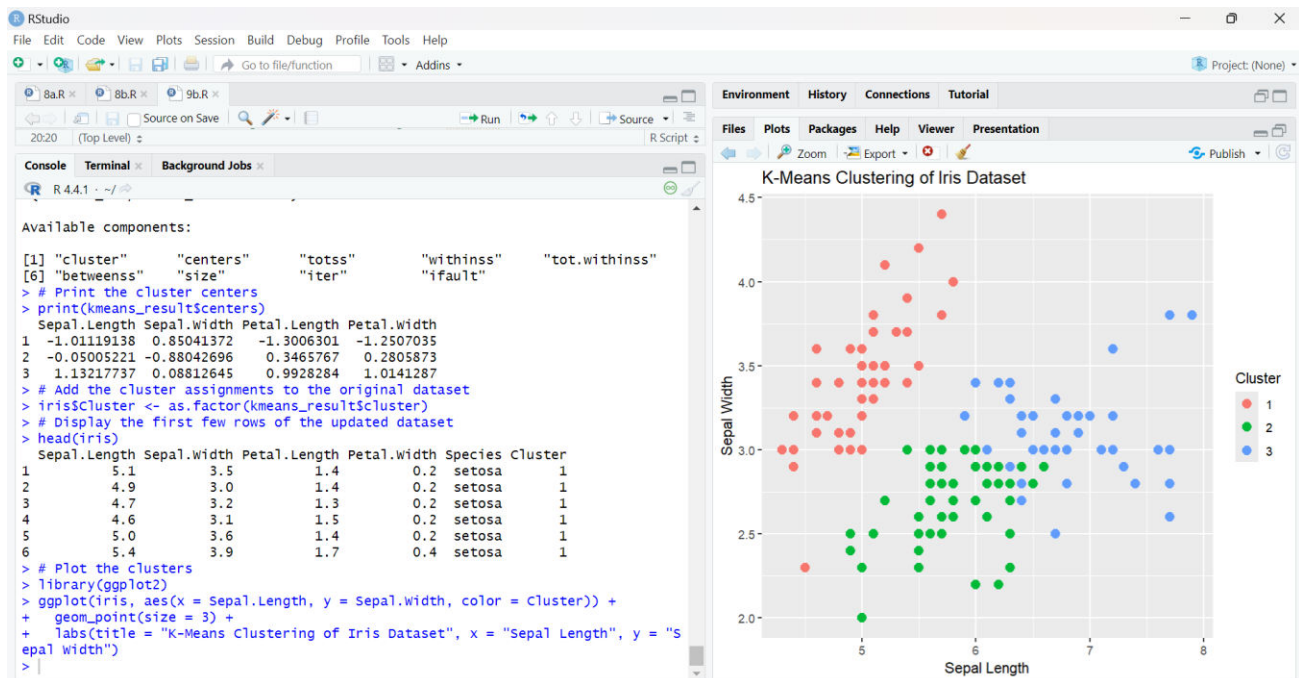 RStudio
File Edit Code View Plots Session Build Debug Profile Tools Help
Go to file/function
Addins
Project: (None)
8a.R
8b.R
9b.R
Source on Save
Run
Source
20:20 (Top Level)
R Script
Console Terminal Background Jobs
R 4.4.1 · ~/
Available components:
[1] "cluster" "centers" "totss" "withinss" "tot.withinss"
[6] "betweenss" "size" "iter" "ifault"
> # Print the cluster centers
> print(kmeans_result$centers)
Sepal.Length Sepal.Width Petal.Length Petal.Width
1 -1.01119138 0.85041372 -1.3006301 -1.2507035
2 -0.05005221 -0.88042696 0.3465767 0.2805873
3 1.13217737 0.08812645 0.9928284 1.0141287
> # Add the cluster assignments to the original dataset
> iris$Cluster <- as.factor(kmeans_result$cluster)
> # Display the first few rows of the updated dataset
> head(iris)
Sepal.Length Sepal.Width Petal.Length Petal.Width Species Cluster
1 5.1 3.5 1.4 0.2 setosa 1
2 4.9 3.0 1.4 0.2 setosa 1
3 4.7 3.2 1.3 0.2 setosa 1
4 4.6 3.1 1.5 0.2 setosa 1
5 5.0 3.6 1.4 0.2 setosa 1
6 5.4 3.9 1.7 0.4 setosa 1
> # Plot the clusters
> library(ggplot2)
> ggplot(iris, aes(x = Sepal.Length, y = Sepal.Width, color = Cluster)) +
+ geom_point(size = 3) +
+ labs(title = "K-Means Clustering of Iris Dataset", x = "Sepal Length", y = "S
epal Width")
>
Environment History Connections Tutorial
Files Plots Packages Help Viewer Presentation
Zoom Export Publish
K-Means Clustering of Iris Dataset
4.5
4.0
3.5
3.0
2.5
2.0
Sepal Width
5 6 7 8
Sepal Length
Cluster
1
2
3